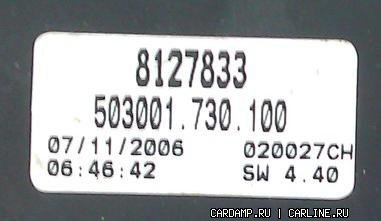 8127833
503001.730.100
07/11/2006 020027CH
06:46:42 SW 4.40
CARDAMP.RU | CARLINE.RU